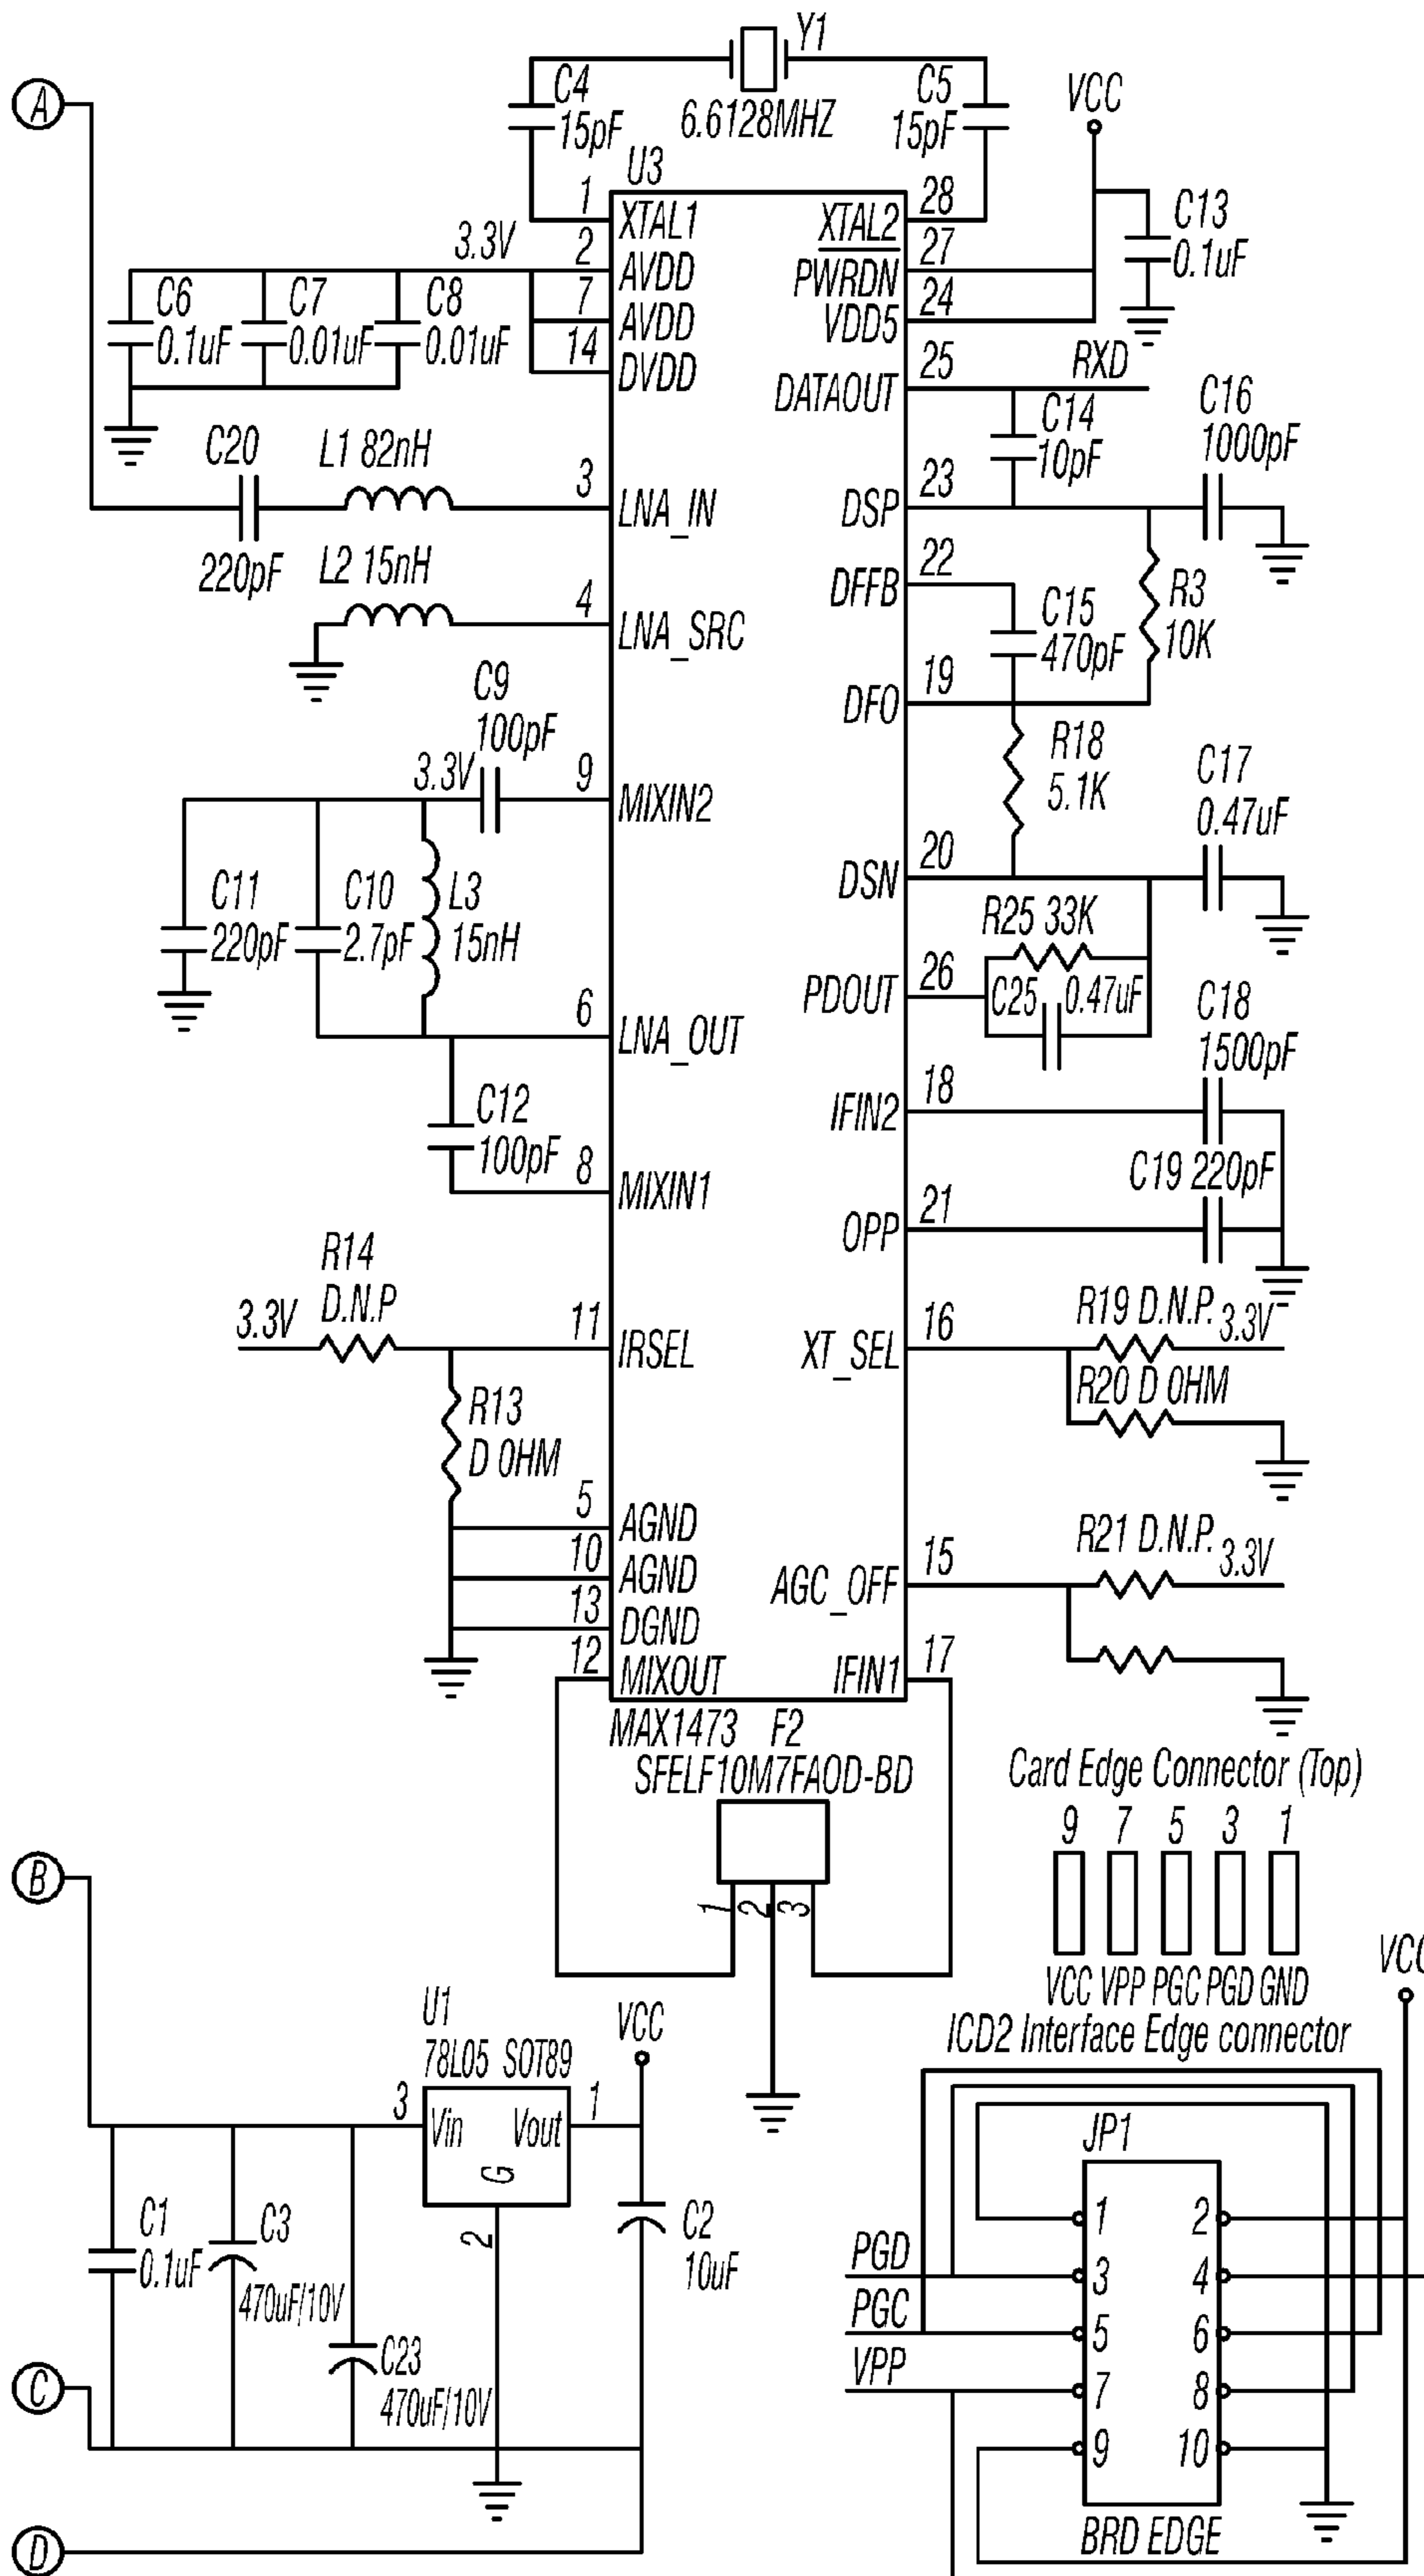 A
Y1
C4
15pF
6.6128MHZ
C5
15pF
VCC
U3
1
XTAL1
28
XTAL2
C13
0.1uF
3.3V
2
AVDD
27
PWRDN
7
AVDD
24
VDD5
14
DVDD
C6
0.1uF
C7
0.01uF
C8
0.01uF
25
DATAOUT
RXD
C14
10pF
C16
1000pF
C20
220pF
L1 82nH
3
LNA_IN
23
DSP
L2 15nH
4
LNA_SRC
22
DFFB
C15
470pF
R3
10K
19
DFO
C9
100pF
3.3V
9
MIXIN2
R18
5.1K
C17
0.47uF
20
DSN
C11
220pF
C10
2.7pF
L3
15nH
R25 33K
26
PDOUT
C25
0.47uF
6
LNA_OUT
C18
1500pF
18
IFIN2
C12
100pF
8
MIXIN1
C19 220pF
21
OPP
R14
D.N.P
3.3V
11
IRSEL
16
XT_SEL
R19 D.N.P.
3.3V
R20 D OHM
R13
D OHM
5
AGND
10
AGND
13
DGND
12
MIXOUT
15
AGC_OFF
R21 D.N.P.
3.3V
17
IFIN1
MAX1473
F2
SFELF10M7FAOD-BD
1
2
3
Card Edge Connector (Top)
9 7 5 3 1
VCC VPP PGC PGD GND
ICD2 Interface Edge connector
VCC
B
U1
78L05 SOT89
VCC
3
Vin
Vout
1
G
2
C1
0.1uF
C3
470uF/10V
C23
470uF/10V
C2
10uF
C
D
JP1
PGD
PGC
VPP
1 2
3 4
5 6
7 8
9 10
BRD EDGE